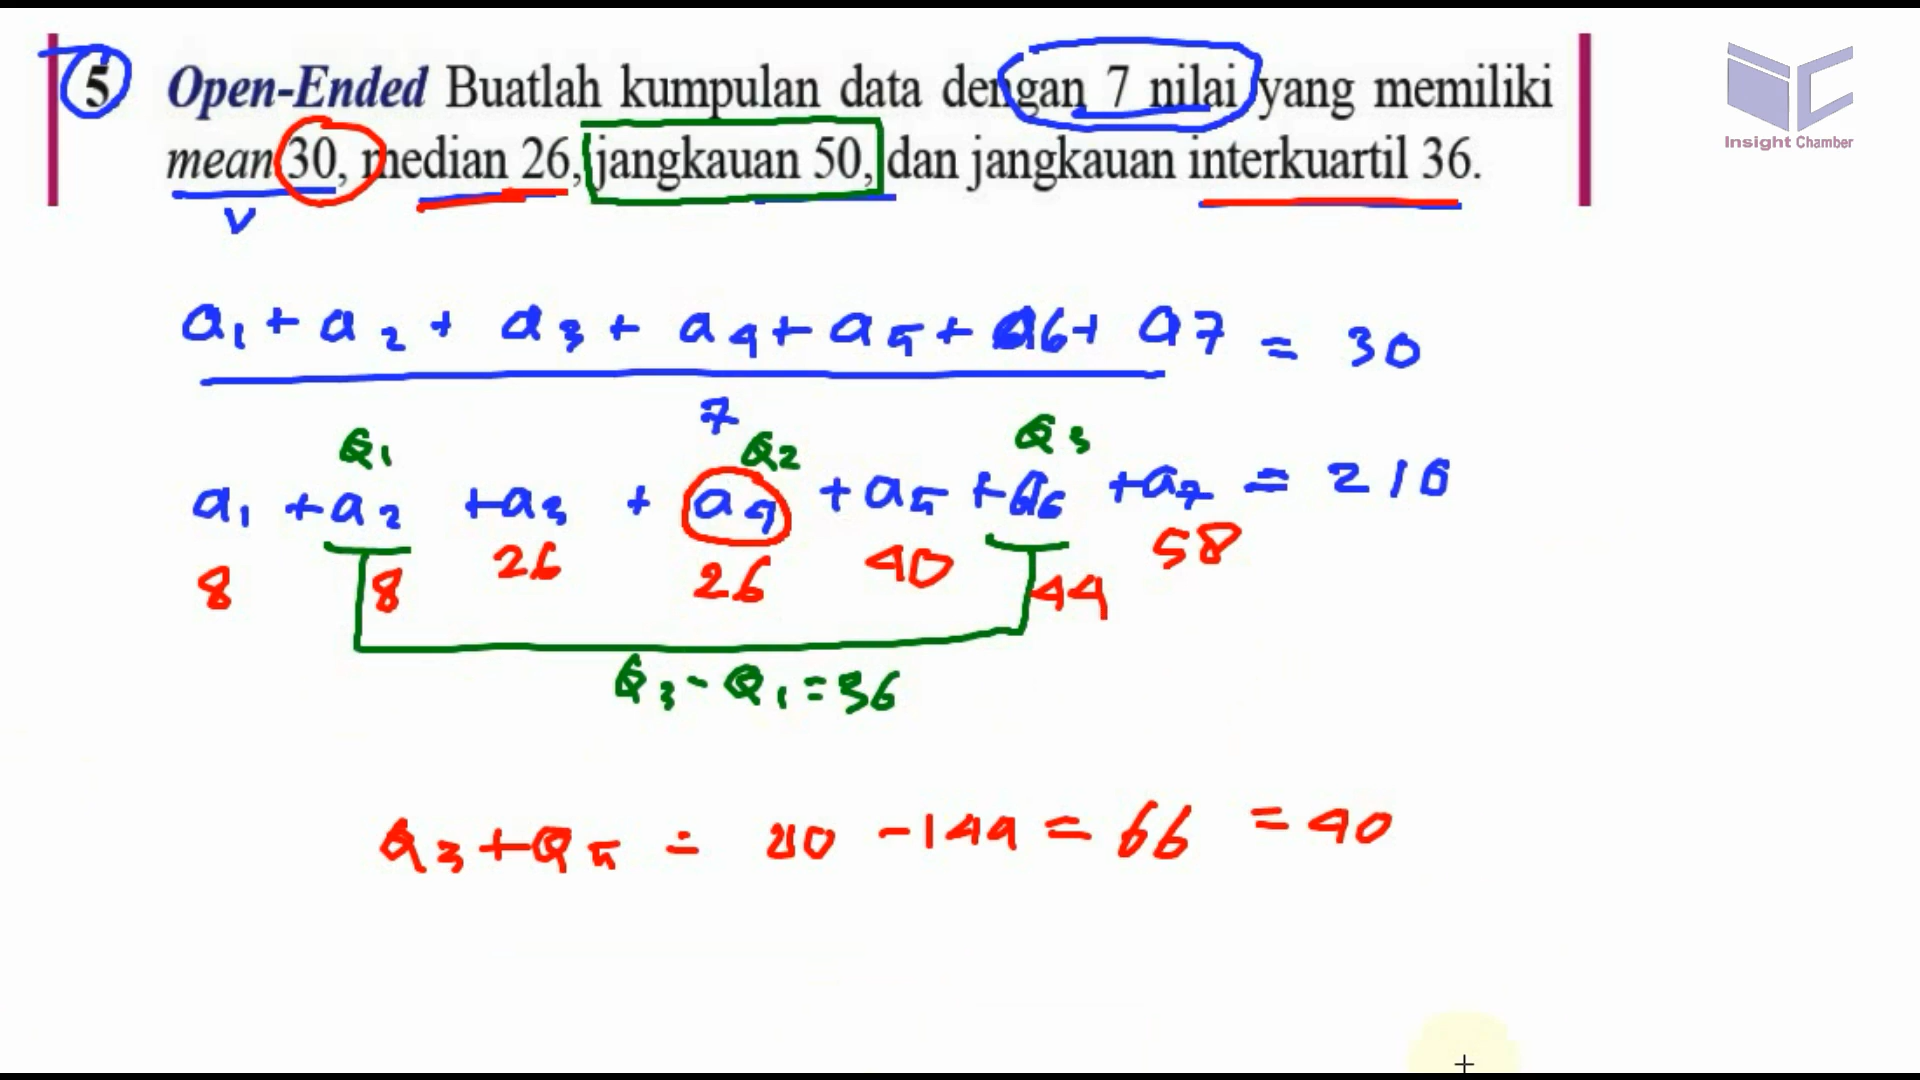 5 Open-Ended Buatlah kumpulan data dengan 7 nilai yang memiliki
mean 30, median 26, jangkauan 50, dan jangkauan interkuartil 36.
Insight Chamber
v
a1 + a2 + a3 + a4 + a5 + a6 + a7 = 30
7
Q1 Q2 Q3
a1 + a2 + a3 + a4 + a5 + a6 + a7 = 210
8 8 26 26 40 44 58
Q3 - Q1 = 36
Q3 + Q5 = 210 - 144 = 66 = 40